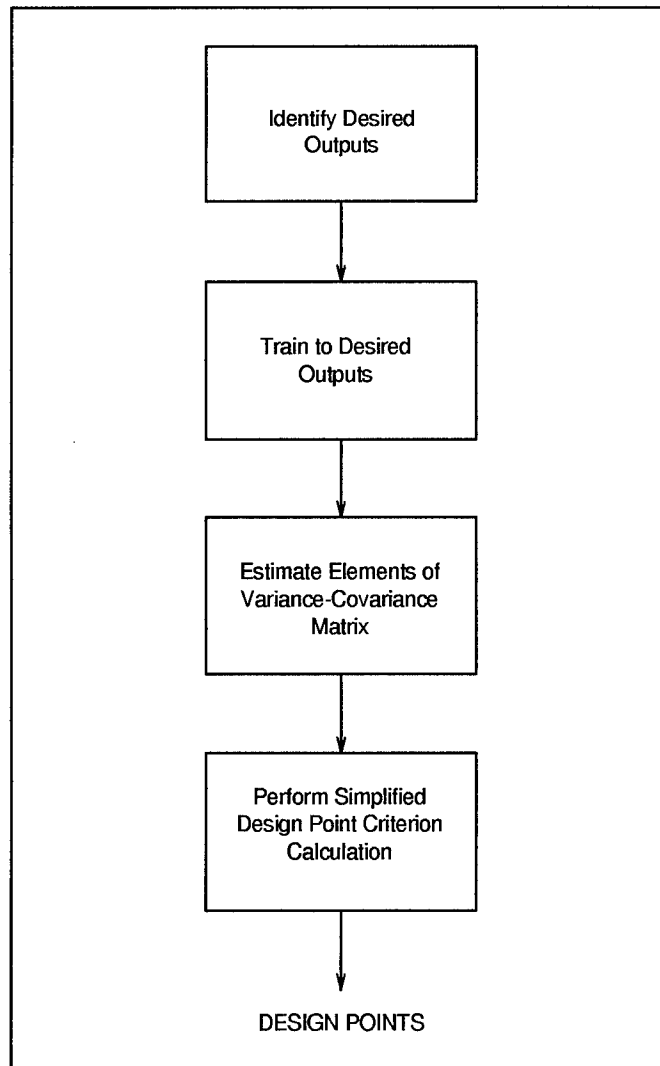 Identify Desired
Outputs
Train to Desired
Outputs
Estimate Elements of
Variance-Covariance
Matrix
Perform Simplified
Design Point Criterion
Calculation
DESIGN POINTS